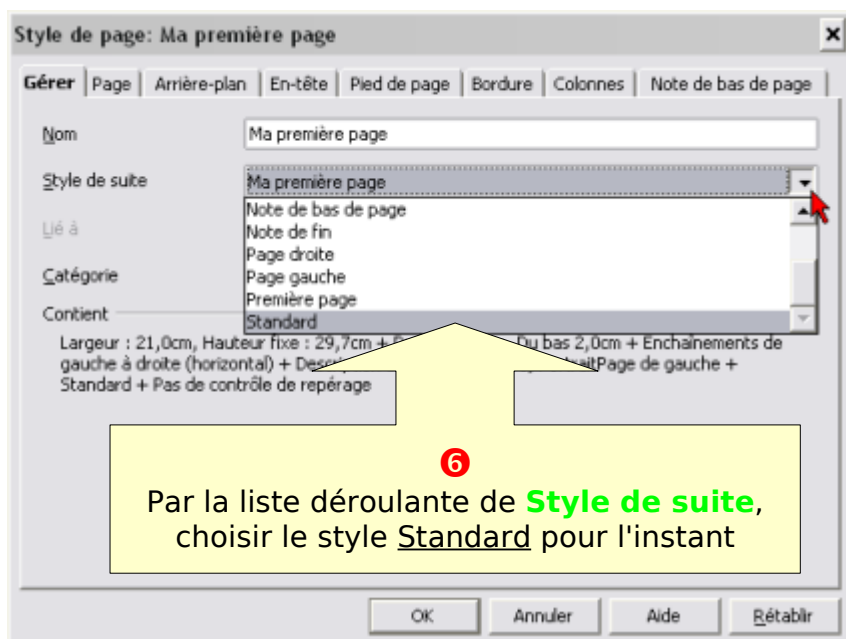 Style de page: Ma première page
Gérer Page Arrière-plan En-tête Pied de page Bordure Colonnes Note de bas de page
Nom Ma première page
Style de suite Ma première page
Note de bas de page
Lié à Note de fin
Page droite
Catégorie Page gauche
Première page
Contient Standard
Largeur : 21,0cm, Hauteur fixe : 29,7cm + Du bas 2,0cm + Enchaînements de
gauche à droite (horizontal) + Page de gauche +
Standard + Pas de contrôle de repérage
6
Par la liste déroulante de Style de suite,
choisir le style Standard pour l'instant
OK Annuler Aide Rétablir